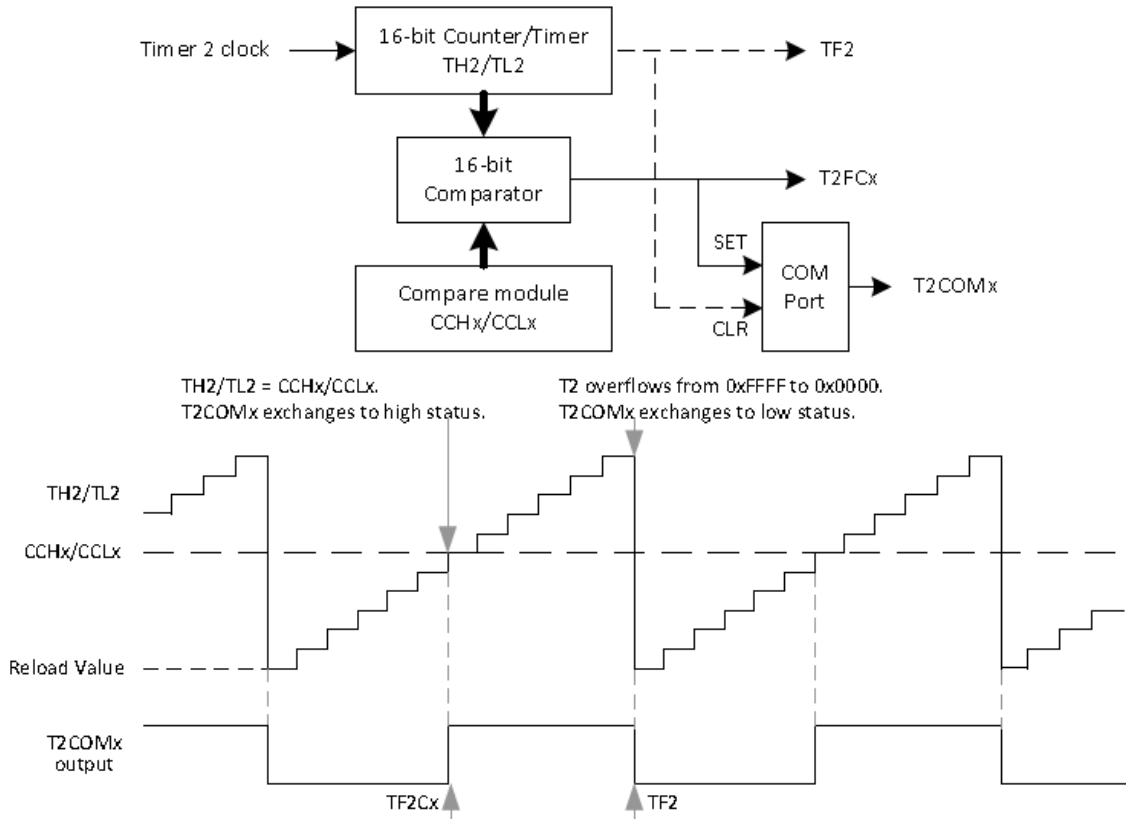 Timer 2 clock
16-bit Counter/Timer
TH2/TL2
TF2
16-bit
Comparator
T2FCx
SET
COM
Port
T2COMx
CLR
Compare module
CCHx/CCLx
TH2/TL2 = CCHx/CCLx.
T2COMx exchanges to high status.
T2 overflows from 0xFFFF to 0x0000.
T2COMx exchanges to low status.
TH2/TL2
CCHx/CCLx
Reload Value
T2COMx
output
TF2Cx
TF2